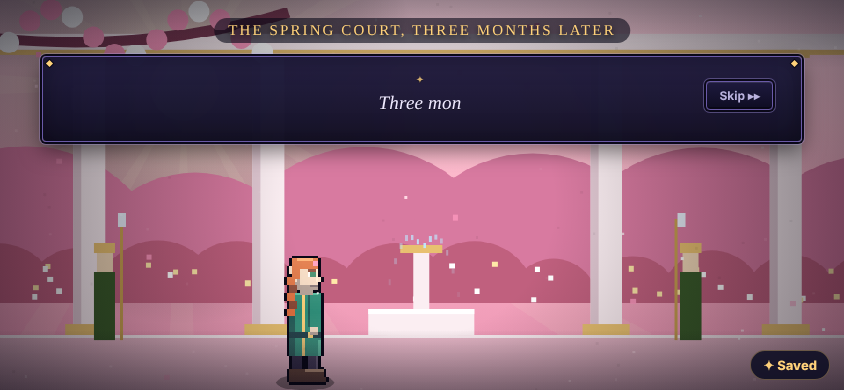 THE SPRING COURT, THREE MONTHS LATER
Three mon
Skip ▸▸
✦ Saved